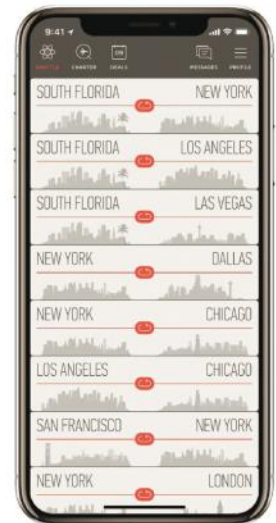 9:41
SHUTTLE CHARTER DEALS MESSAGES PROFILE
SOUTH FLORIDA NEW YORK
SOUTH FLORIDA LOS ANGELES
SOUTH FLORIDA LAS VEGAS
NEW YORK DALLAS
NEW YORK CHICAGO
LOS ANGELES CHICAGO
SAN FRANCISCO NEW YORK
NEW YORK LONDON